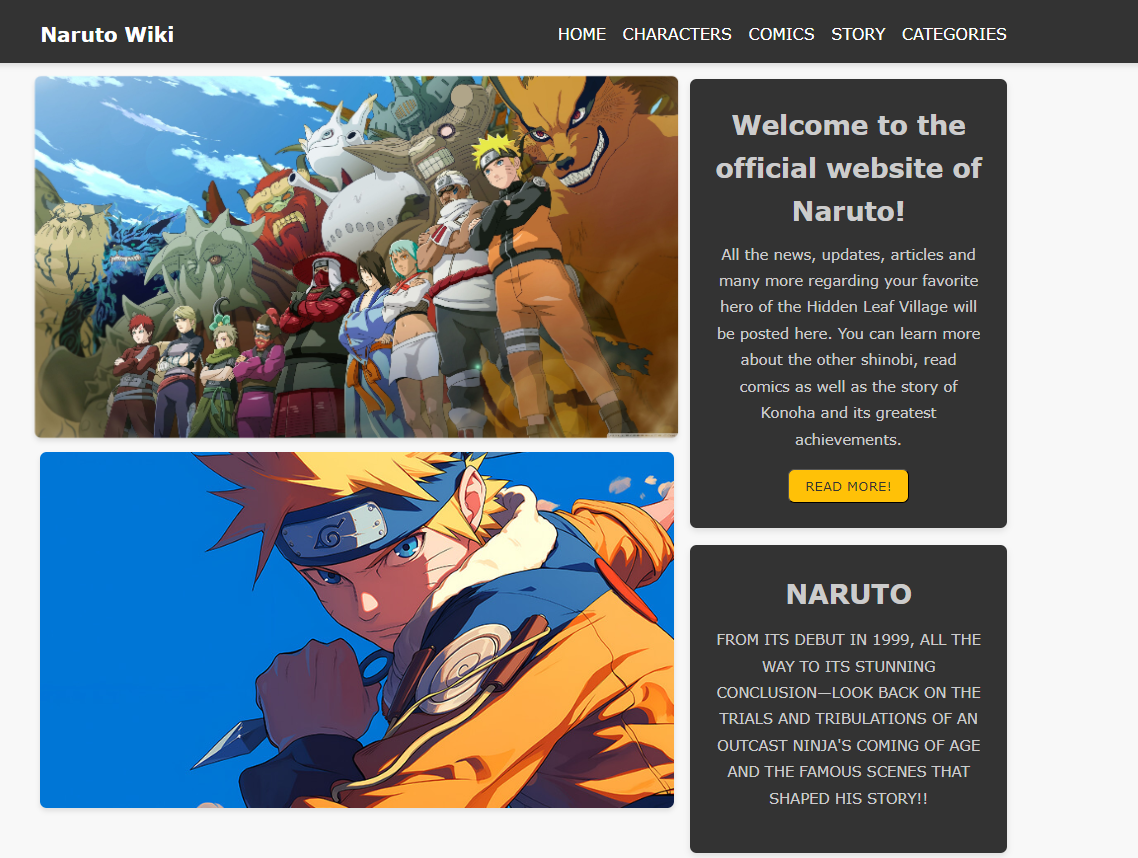 Naruto Wiki
HOME CHARACTERS COMICS STORY CATEGORIES
Welcome to the
official website of
Naruto!
All the news, updates, articles and
many more regarding your favorite
hero of the Hidden Leaf Village will
be posted here. You can learn more
about the other shinobi, read
comics as well as the story of
Konoha and its greatest
achievements.
READ MORE!
NARUTO
FROM ITS DEBUT IN 1999, ALL THE
WAY TO ITS STUNNING
CONCLUSION—LOOK BACK ON THE
TRIALS AND TRIBULATIONS OF AN
OUTCAST NINJA'S COMING OF AGE
AND THE FAMOUS SCENES THAT
SHAPED HIS STORY!!